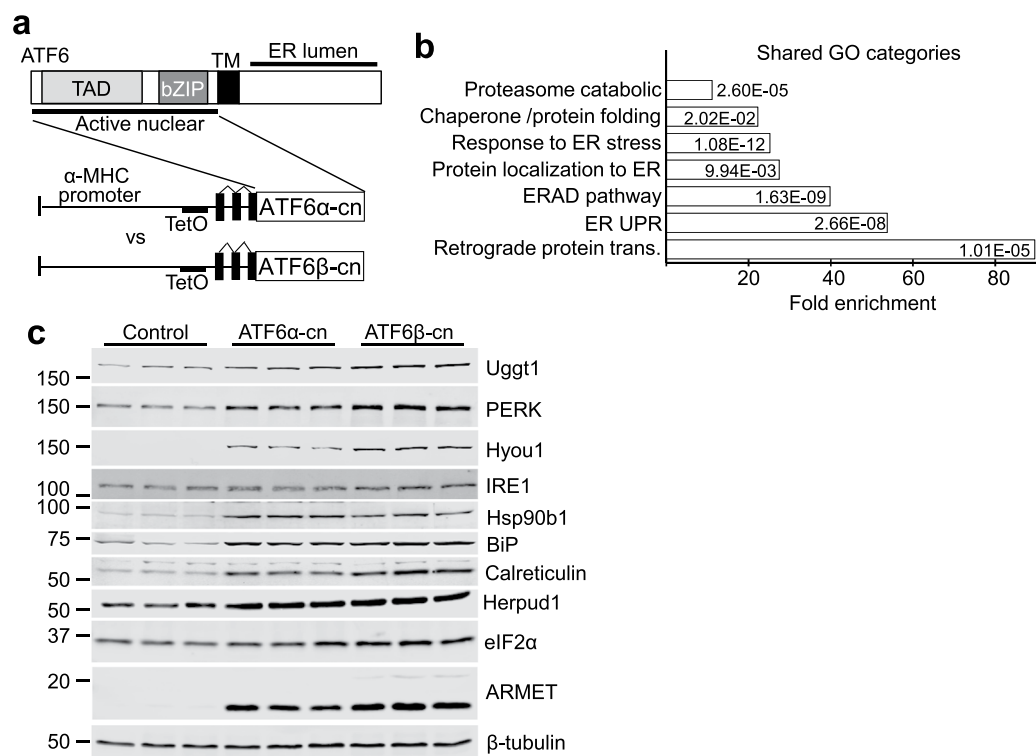 a
ATF6
TM
ER lumen
TAD
bZIP
Active nuclear
α-MHC
promoter
TetO
ATF6α-cn
vs
TetO
ATF6β-cn
b
Shared GO categories
Proteasome catabolic 2.60E-05
Chaperone /protein folding 2.02E-02
Response to ER stress 1.08E-12
Protein localization to ER 9.94E-03
ERAD pathway 1.63E-09
ER UPR 2.66E-08
Retrograde protein trans. 1.01E-05
20 40 60 80
Fold enrichment
c
Control ATF6α-cn ATF6β-cn
150 Uggt1
150 PERK
150 Hyou1
100 IRE1
100 Hsp90b1
75 BiP
50 Calreticulin
50 Herpud1
37 eIF2α
20 ARMET
50 β-tubulin